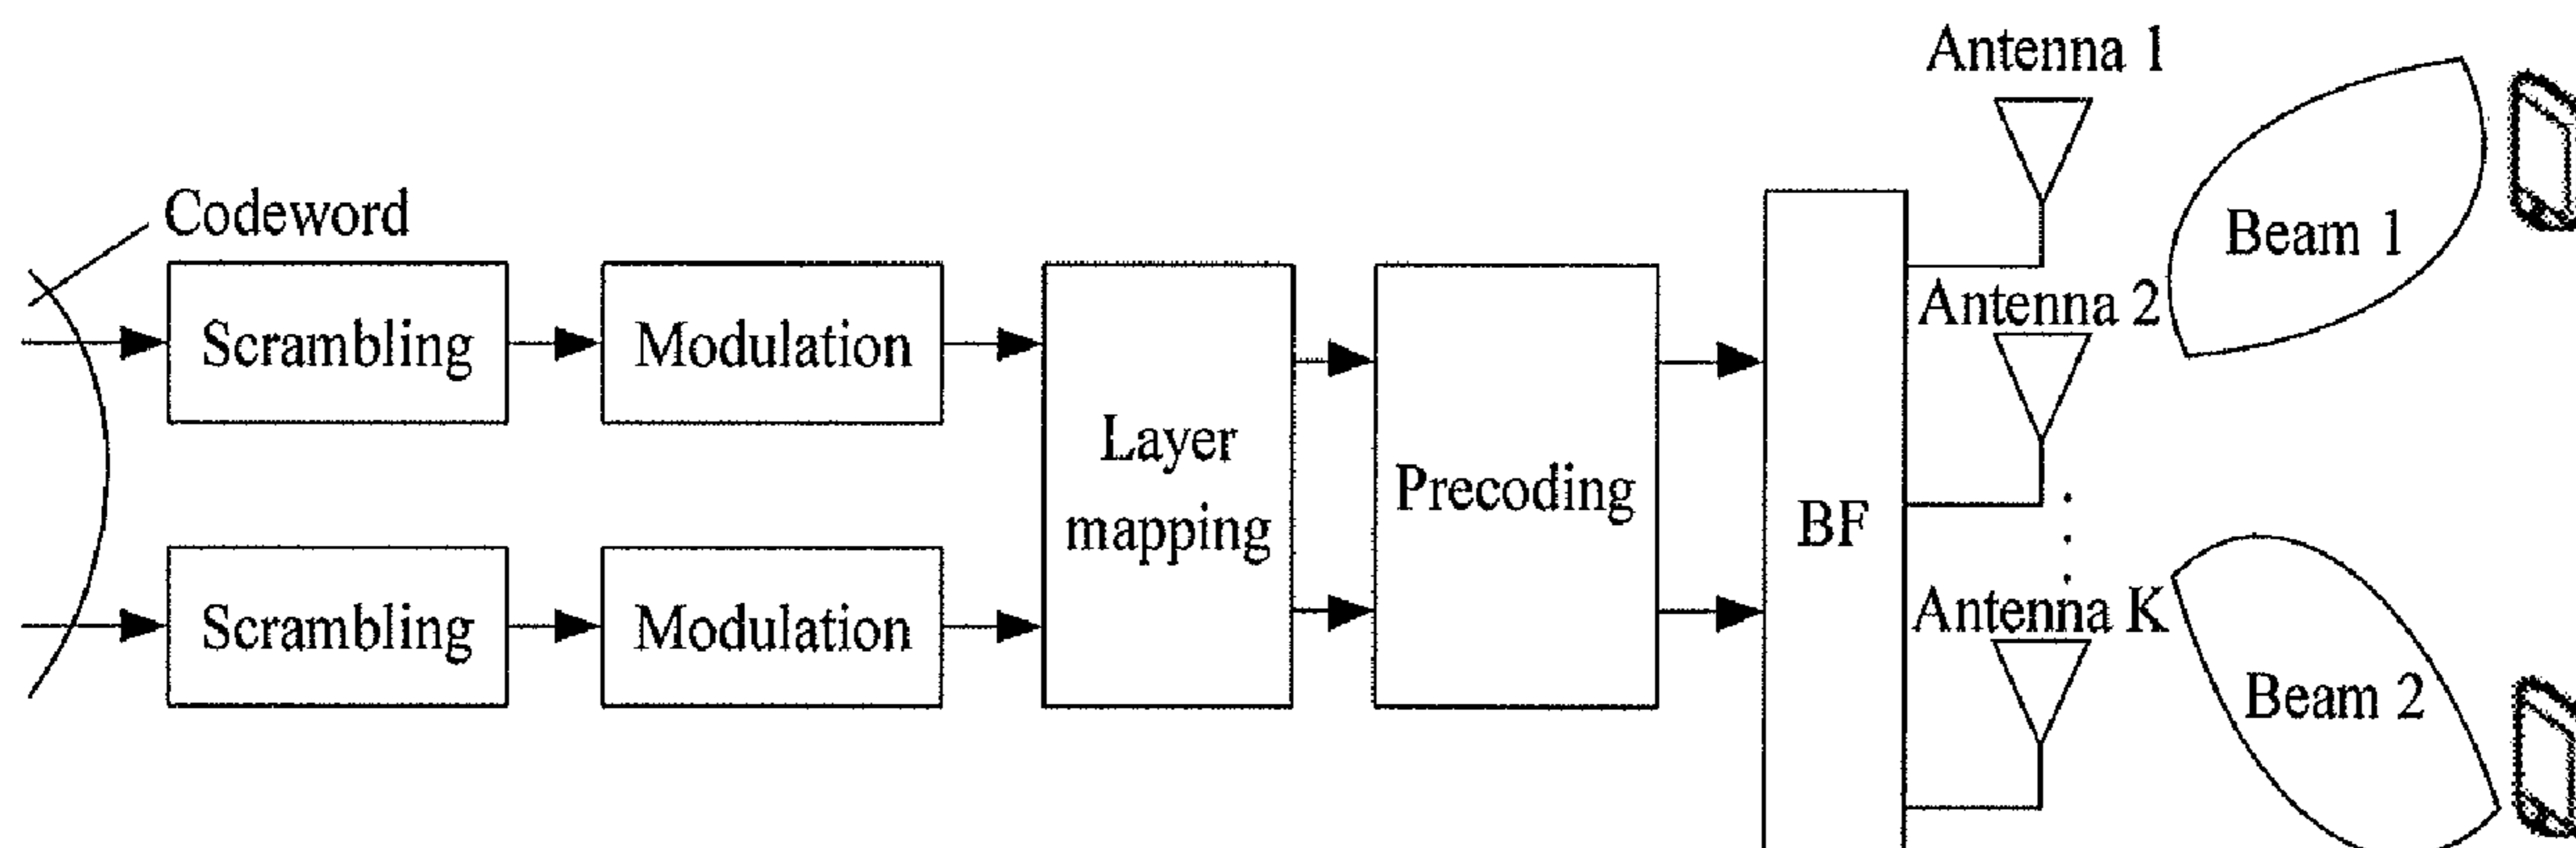 Antenna 1
Codeword
Beam 1
Antenna 2
Scrambling
Modulation
Layer
mapping
Precoding
BF
Antenna K
Scrambling
Modulation
Beam 2